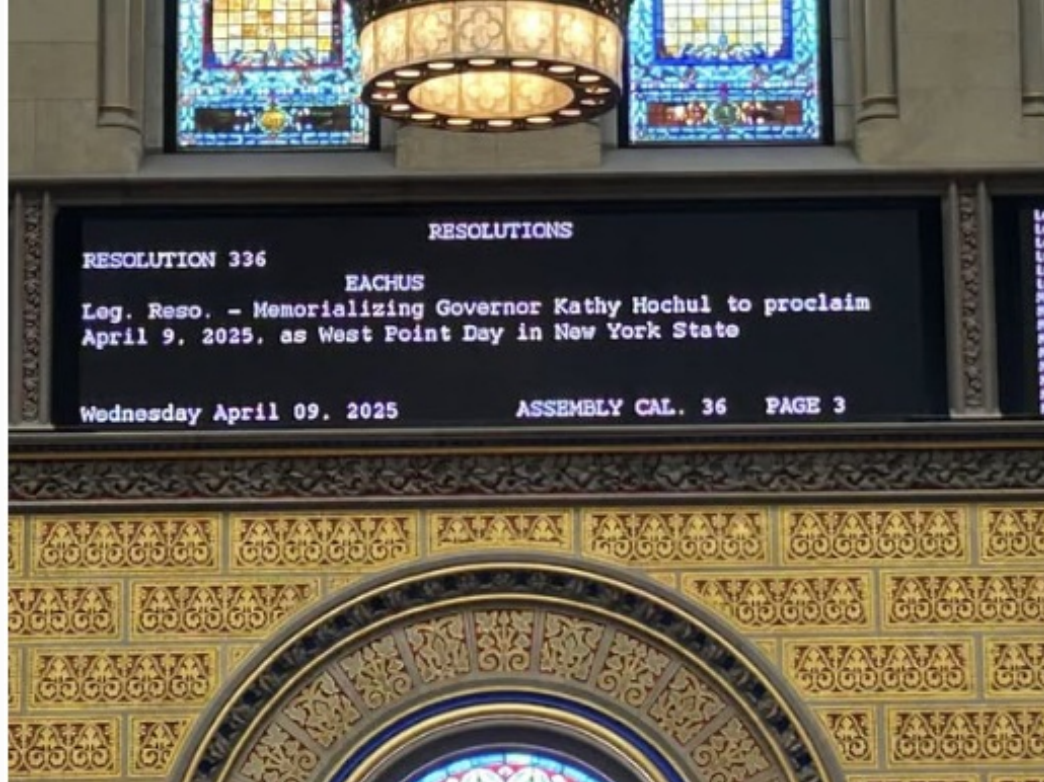 RESOLUTIONS
RESOLUTION 336
EACHUS
Leg. Reso. - Memorializing Governor Kathy Hochul to proclaim
April 9, 2025, as West Point Day in New York State
Wednesday April 09, 2025 ASSEMBLY CAL. 36 PAGE 3